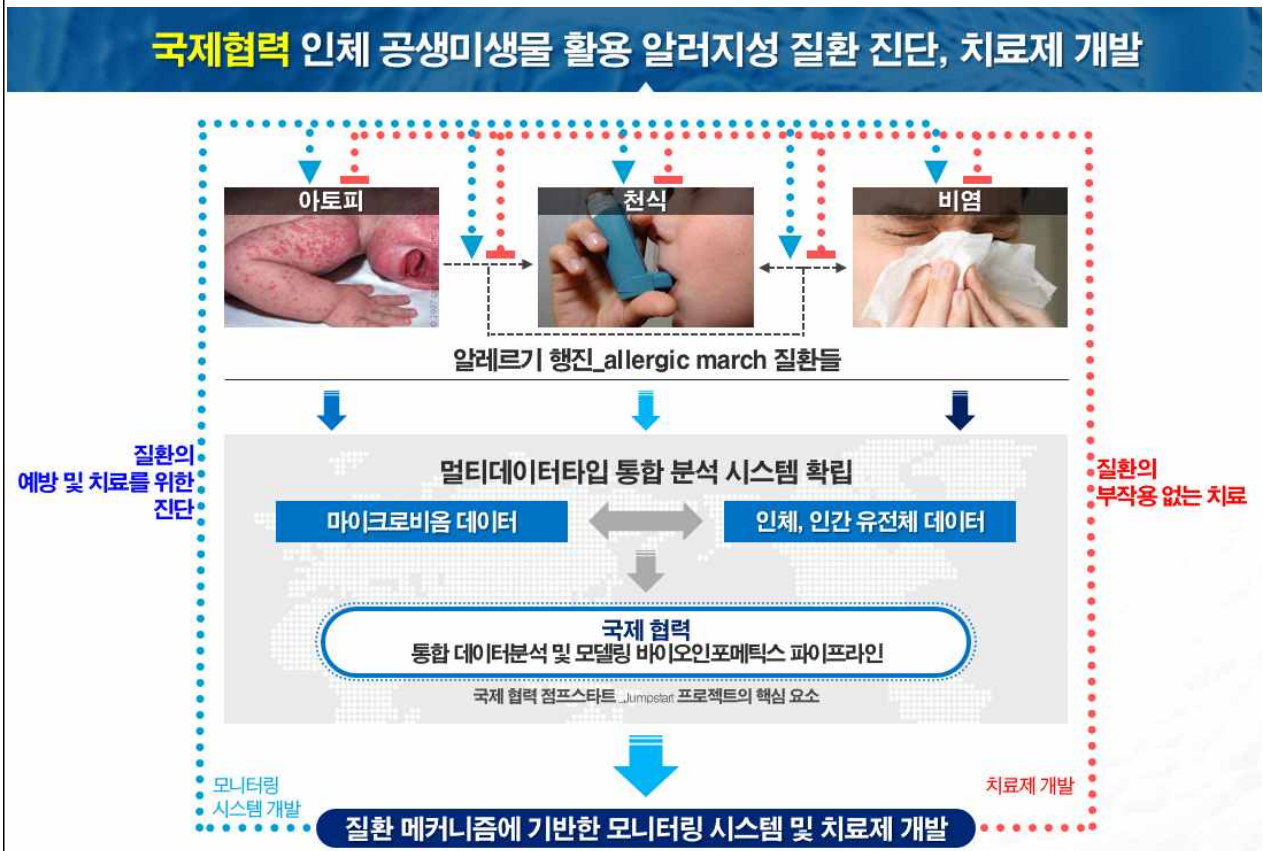 국제협력 인체 공생미생물 활용 알러지성 질환 진단, 치료제 개발
아토피
천식
비염
알레르기 행진_allergic march 질환들
질환의
예방 및 치료를 위한
진단
질환의
부작용 없는 치료
멀티데이터타입 통합 분석 시스템 확립
마이크로비옴 데이터
인체, 인간 유전체 데이터
국제 협력
통합 데이터분석 및 모델링 바이오인포메틱스 파이프라인
국제 협력 점프스타트_Jumpstart 프로젝트의 핵심 요소
모니터링
시스템 개발
치료제 개발
질환 메커니즘에 기반한 모니터링 시스템 및 치료제 개발